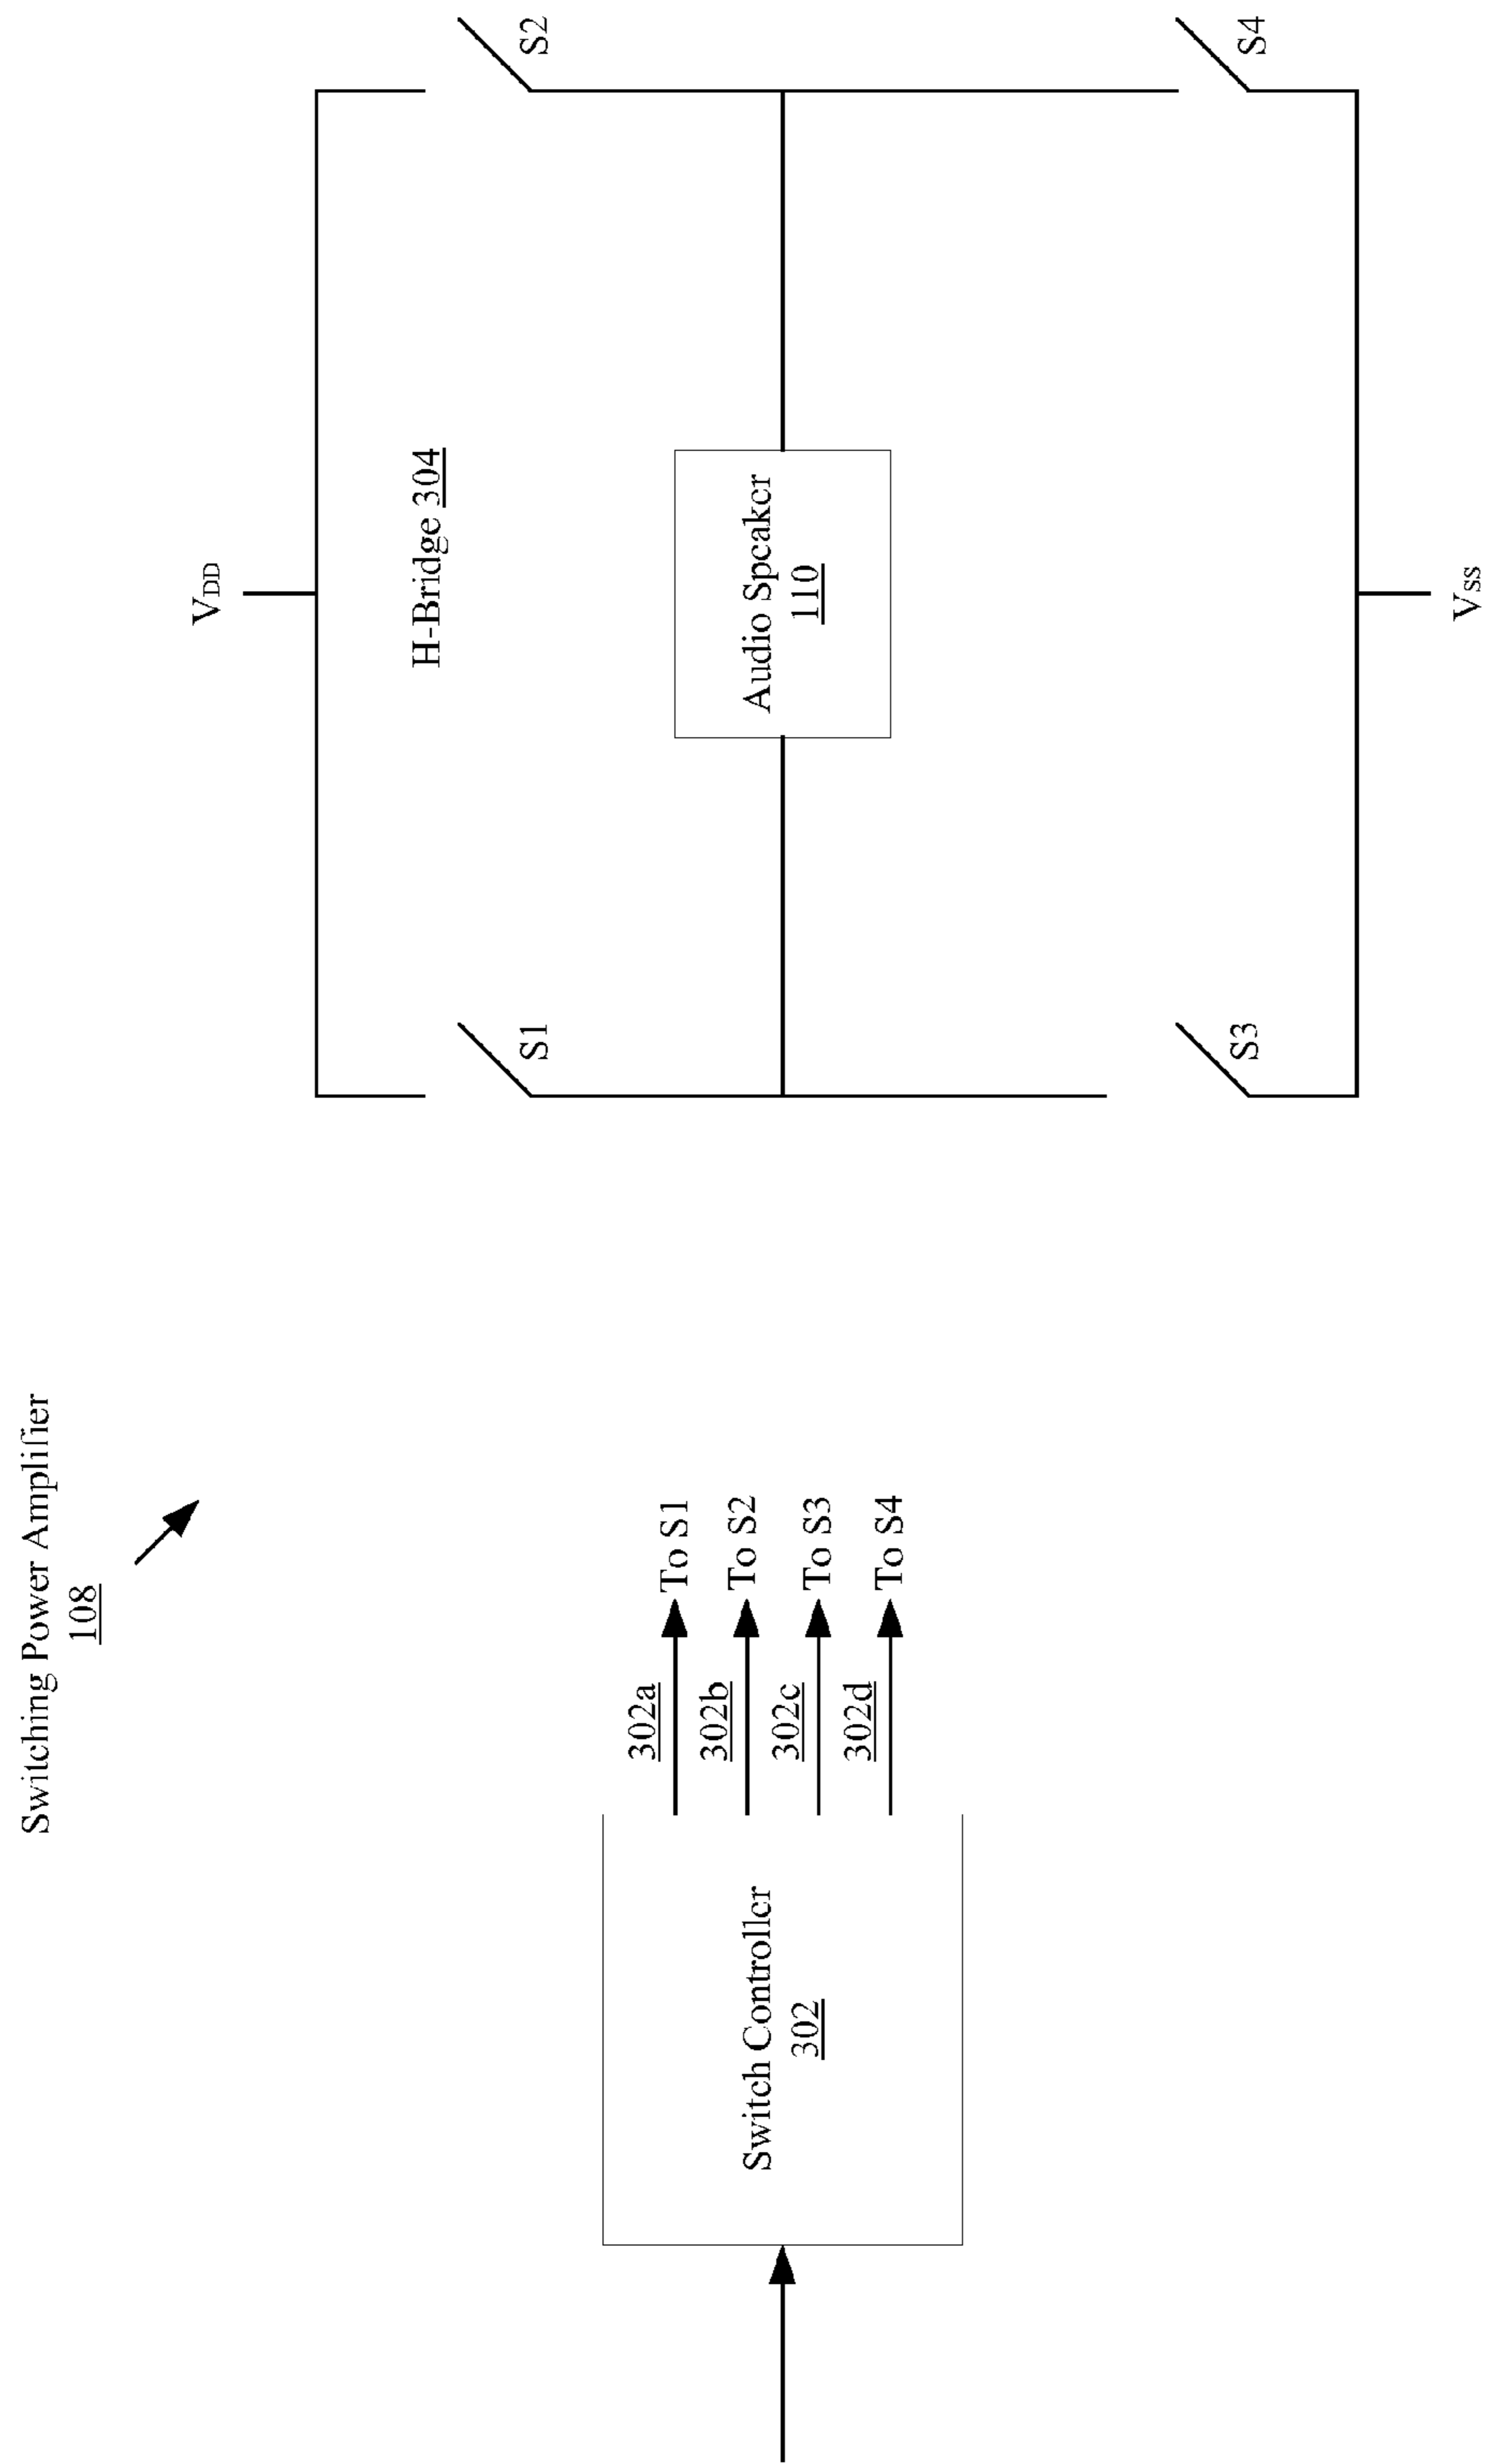 Switching Power Amplifier
108
Switch Controller
302
302a
To S1
302b
To S2
302c
To S3
302d
To S4
VDD
H-Bridge 304
S1
S2
Audio Speaker
110
S3
S4
VSS